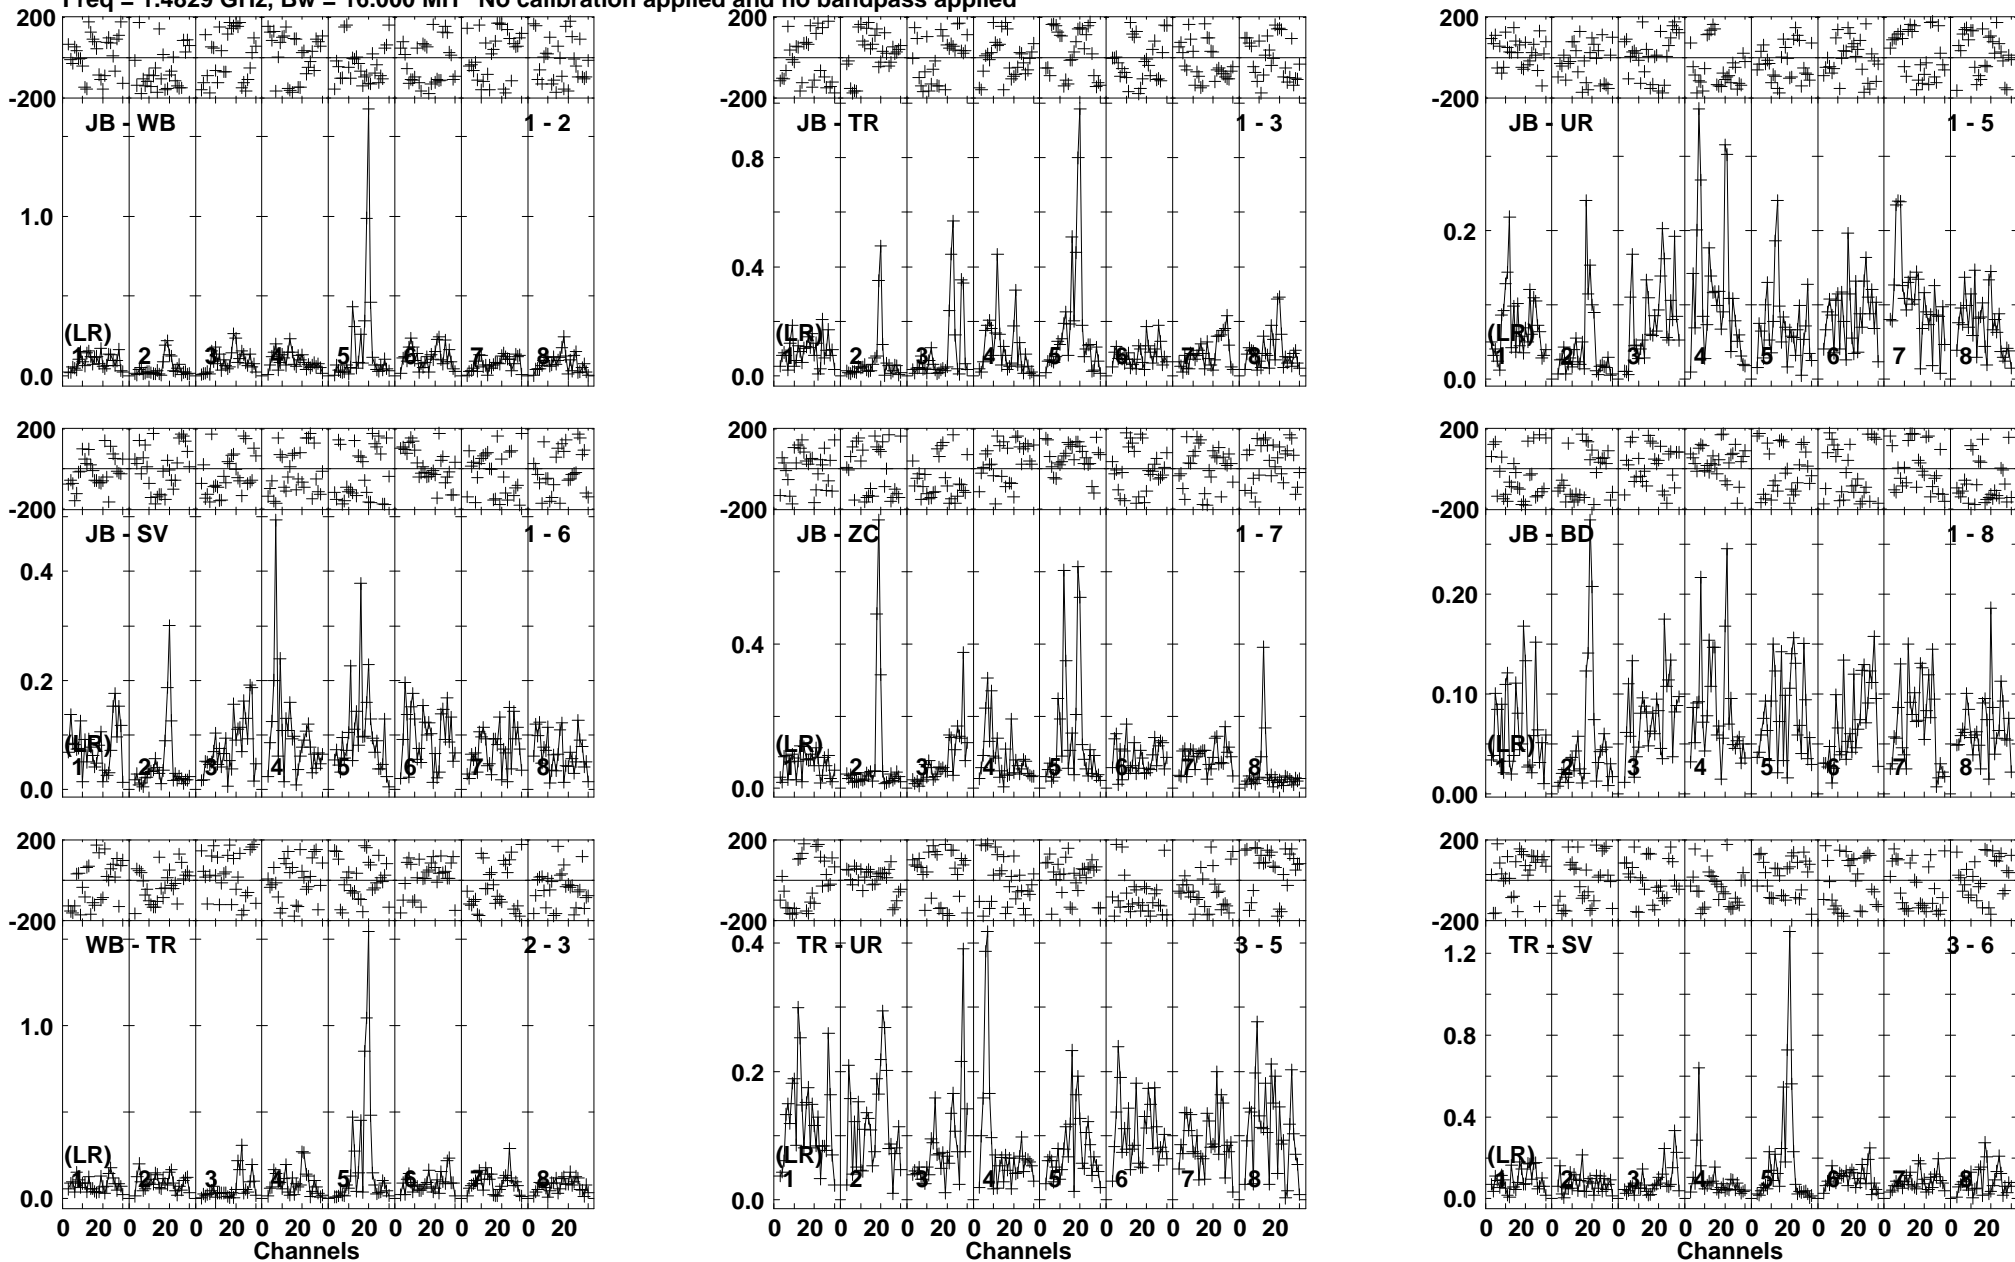 Freq = 1.4829 GHz, Bw = 16.000 MH No calibration applied and no bandpass applied
200 200 200
-200 -200 -200
JB - WB 1 - 2 JB - TR 1 - 3 JB - UR 1 - 5
0.8
1.0 0.2
0.4
(LR) (LR) (LR)
1 2 3 4 5 6 7 8 1 2 3 4 5 6 7 8 1 2 3 4 5 6 7 8
0.0 0.0 0.0
200 200 200
-200 -200 -200
JB - SV 1 - 6 JB - ZC 1 - 7 JB - BD 1 - 8
0.4 0.20
0.4
0.2 0.10
(LR) (LR) (LR)
1 2 3 4 5 6 7 8 1 2 3 4 5 6 7 8 1 2 3 4 5 6 7 8
0.0 0.0 0.00
200 200 200
-200 -200 -200
WB - TR 2 - 3 TR - UR 3 - 5 TR - SV 3 - 6
0.4 1.2
1.0 0.8
0.2 0.4
(LR) (LR) (LR)
1 2 3 4 5 6 7 8 1 2 3 4 5 6 7 8 1 2 3 4 5 6 7 8
0.0 0.0 0.0
0 20 0 20 0 20 0 20 0 20 0 20 0 20 0 20 0 20 0 20 0 20 0 20 0 20 0 20 0 20 0 20 0 20 0 20 0 20 0 20 0 20 0 20 0 20 0 20
Channels Channels Channels